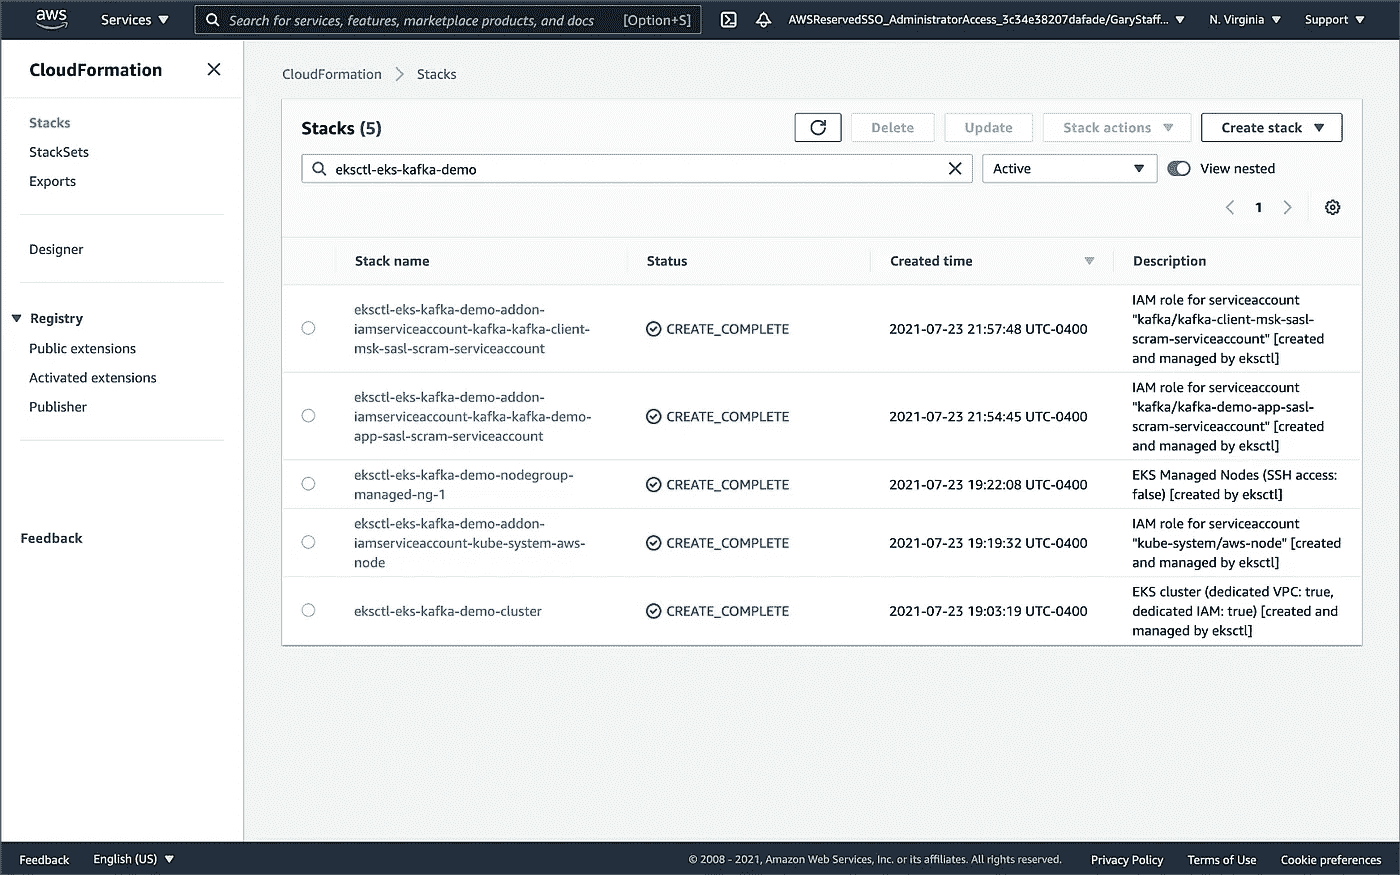 aws Services Search for services, features, marketplace products, and docs [Option+S] AWSReservedSSO_AdministratorAccess_3c34e38207dafade/GaryStaff... N. Virginia Support
CloudFormation
Stacks
StackSets
Exports
Designer
Registry
Public extensions
Activated extensions
Publisher
Feedback
CloudFormation Stacks
Stacks (5) Delete Update Stack actions Create stack
eksctl-eks-kafka-demo Active View nested
1
Stack name Status Created time Description
eksctl-eks-kafka-demo-addon-
iamserviceaccount-kafka-kafka-client-
msk-sasl-scram-serviceaccount
CREATE_COMPLETE
2021-07-23 21:57:48 UTC-0400
IAM role for serviceaccount
"kafka/kafka-client-msk-sasl-
scram-serviceaccount" [created
and managed by eksctl]
eksctl-eks-kafka-demo-addon-
iamserviceaccount-kafka-kafka-demo-
app-sasl-scram-serviceaccount
CREATE_COMPLETE
2021-07-23 21:54:45 UTC-0400
IAM role for serviceaccount
"kafka/kafka-demo-app-sasl-
scram-serviceaccount" [created
and managed by eksctl]
eksctl-eks-kafka-demo-nodegroup-
managed-ng-1
CREATE_COMPLETE
2021-07-23 19:22:08 UTC-0400
EKS Managed Nodes (SSH access:
false) [created by eksctl]
eksctl-eks-kafka-demo-addon-
iamserviceaccount-kube-system-aws-
node
CREATE_COMPLETE
2021-07-23 19:19:32 UTC-0400
IAM role for serviceaccount
"kube-system/aws-node" [created
and managed by eksctl]
eksctl-eks-kafka-demo-cluster
CREATE_COMPLETE
2021-07-23 19:03:19 UTC-0400
EKS cluster (dedicated VPC: true,
dedicated IAM: true) [created and
managed by eksctl]
Feedback English (US) © 2008 - 2021, Amazon Web Services, Inc. or its affiliates. All rights reserved. Privacy Policy Terms of Use Cookie preferences